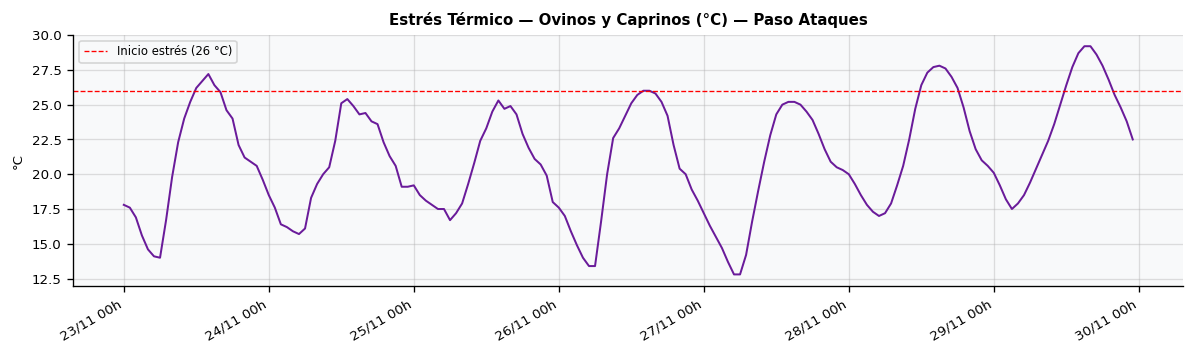 Estrés Térmico — Ovinos y Caprinos (°C) — Paso Ataques
Inicio estrés (26 °C)
°C
30.0
27.5
25.0
22.5
20.0
17.5
15.0
12.5
23/11 00h
24/11 00h
25/11 00h
26/11 00h
27/11 00h
28/11 00h
29/11 00h
30/11 00h